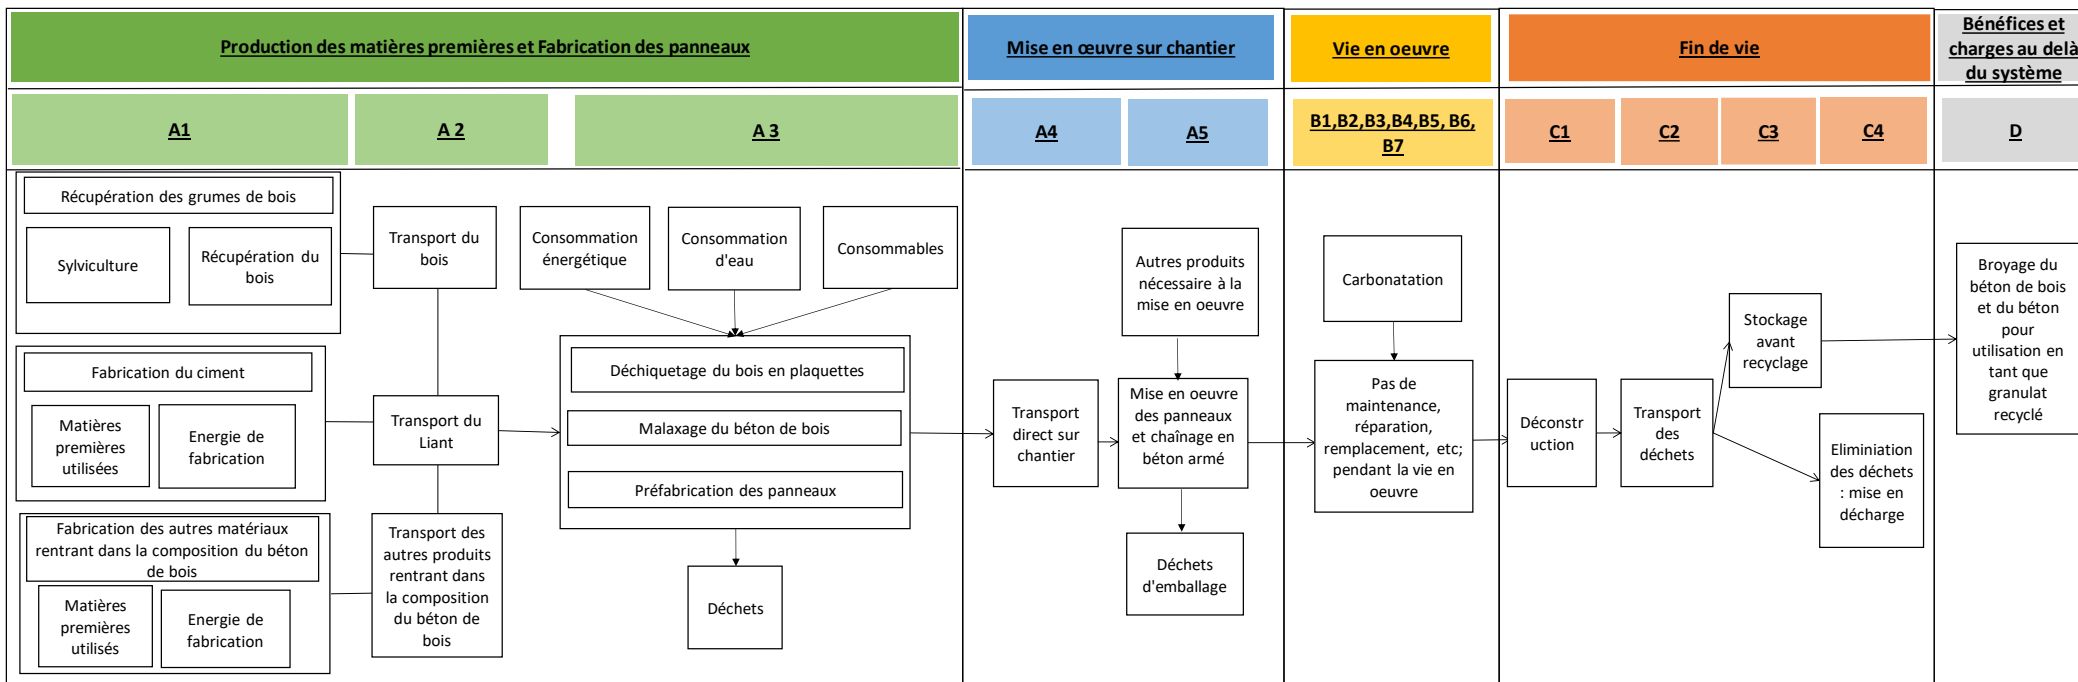 Production des matières premières et Fabrication des panneaux
Mise en œuvre sur chantier
Vie en oeuvre
Fin de vie
Bénéfices et
charges au delà
du système
A1
A 2
A 3
A4
A5
B1,B2,B3,B4,B5, B6,
B7
C1
C2
C3
C4
D
Récupération des grumes de bois
Sylviculture
Récupération du
bois
Fabrication du ciment
Matières
premières
utilisées
Energie de
fabrication
Fabrication des autres matériaux
rentrant dans la composition du béton
de bois
Matières
premières
utilisés
Energie de
fabrication
Transport du
bois
Transport du
Liant
Transport des
autres produits
rentrant dans
la composition
du béton de
bois
Consommation
énergétique
Consommation
d'eau
Consommables
Déchiquetage du bois en plaquettes
Malaxage du béton de bois
Préfabrication des panneaux
Déchets
Transport
direct sur
chantier
Autres produits
nécessaire à la
mise en oeuvre
Mise en oeuvre
des panneaux
et chaînage en
béton armé
Déchets
d'emballage
Carbonatation
Pas de
maintenance,
réparation,
remplacement, etc;
pendant la vie en
oeuvre
Déconst
ruction
Transport
des
déchets
Stockage
avant
recyclage
Eliminiation
des déchets
: mise en
décharge
Broyage du
béton de bois
et du béton
pour
utilisation en
tant que
granulat
recyclé